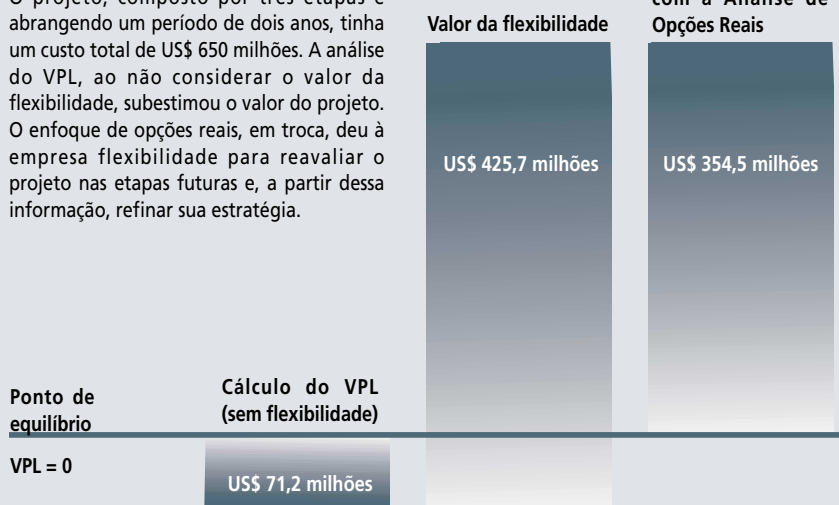 O projeto, composto por três etapas e
abrangendo um período de dois anos, tinha
um custo total de US$ 650 milhões. A análise
do VPL, ao não considerar o valor da
flexibilidade, subestimou o valor do projeto.
O enfoque de opções reais, em troca, deu à
empresa flexibilidade para reavaliar o
projeto nas etapas futuras e, a partir dessa
informação, refinar sua estratégia.
Valor da flexibilidade
com a Análise de
Opções Reais
US$ 425,7 milhões
US$ 354,5 milhões
Ponto de
equilíbrio
Cálculo do VPL
(sem flexibilidade)
VPL = 0
US$ 71,2 milhões